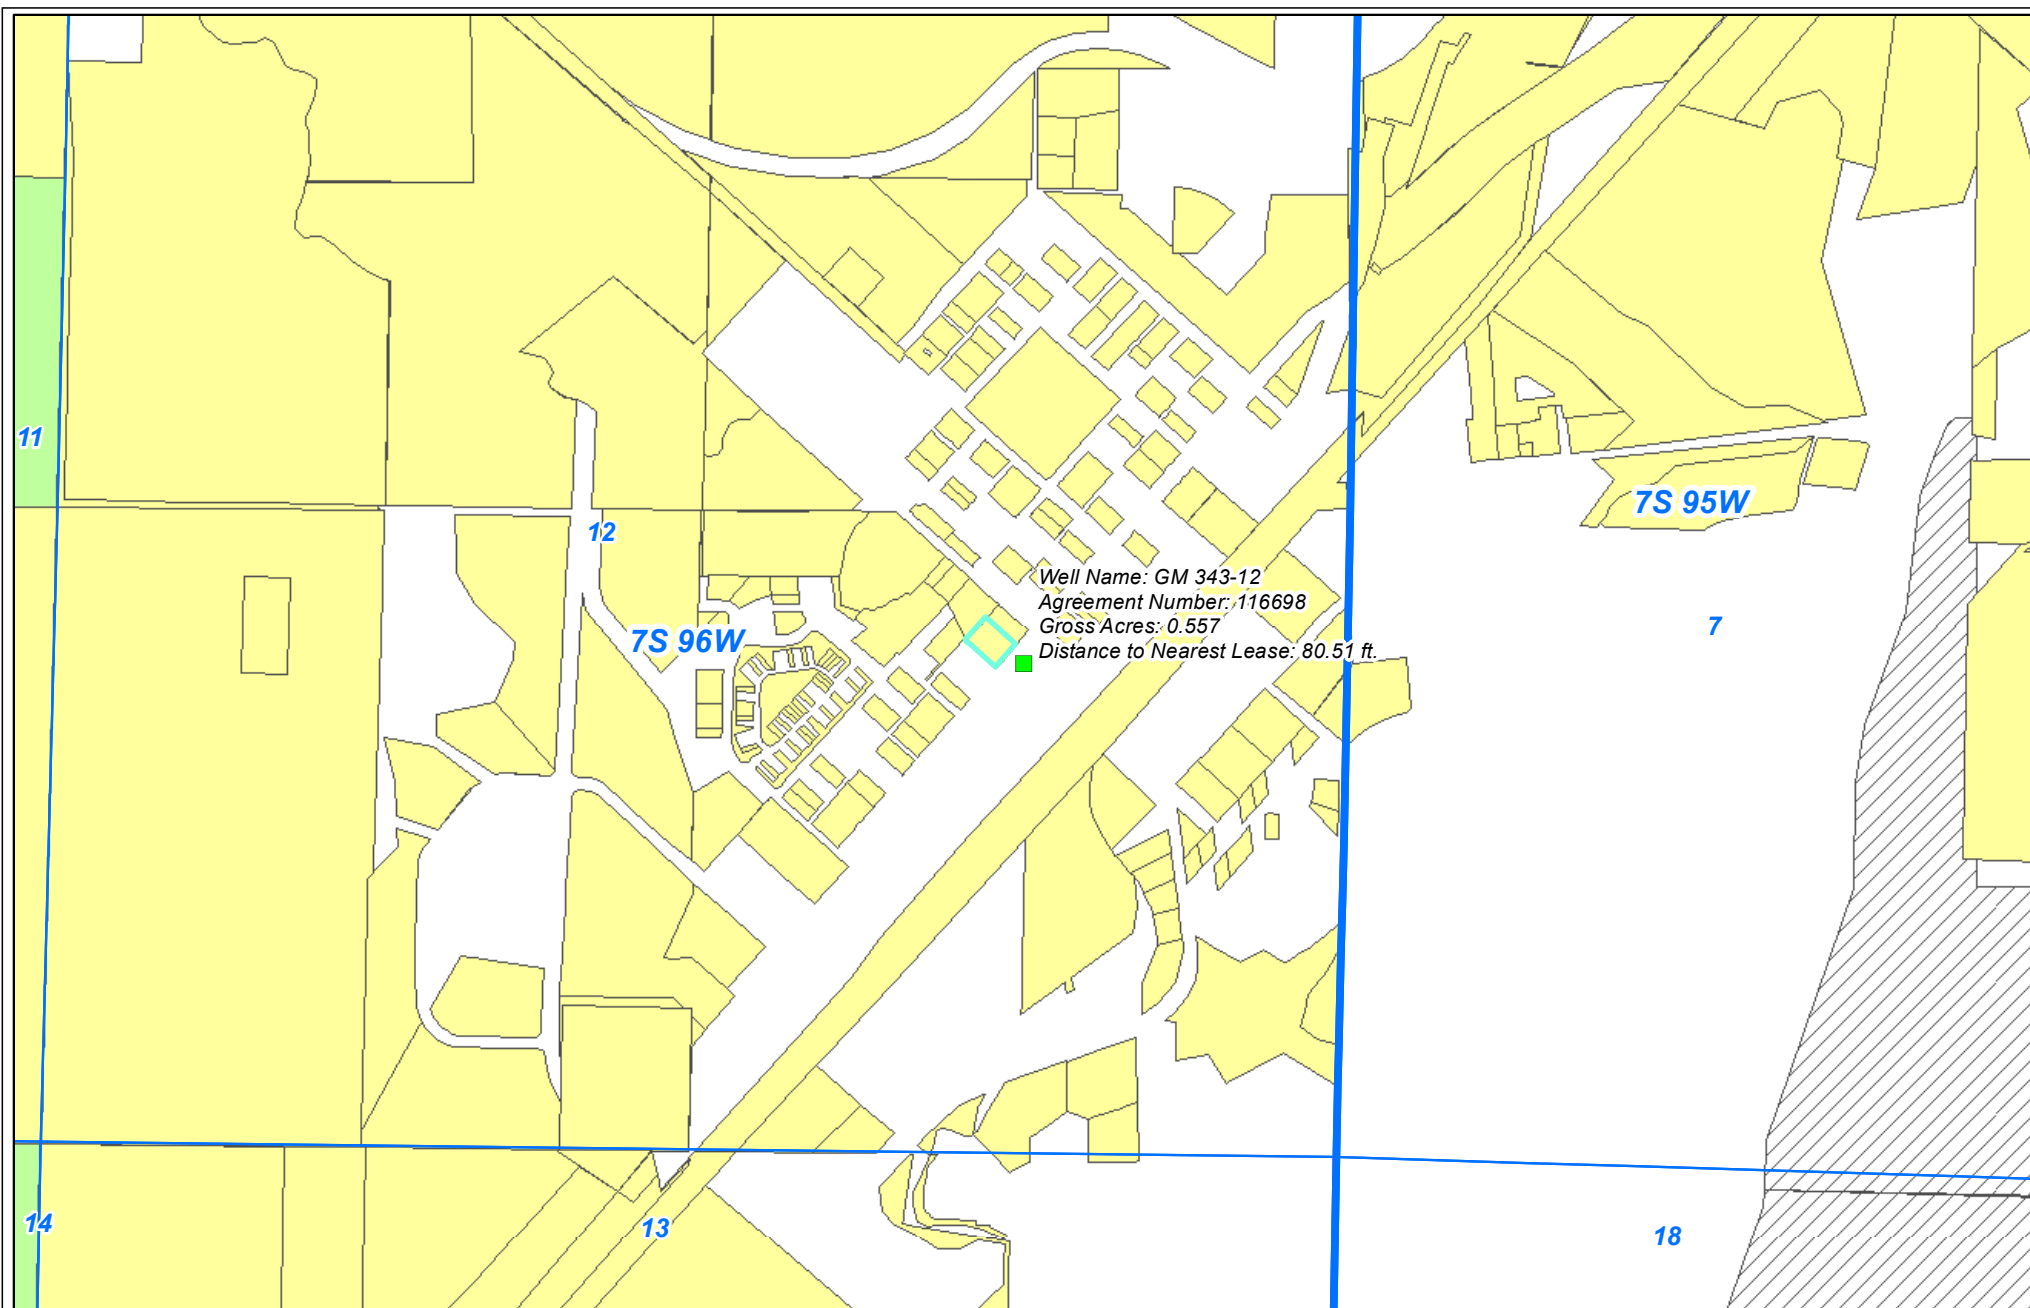 11
7S 95W
12
Well Name: GM 343-12
Agreement Number: 116698
Gross Acres: 0.557
Distance to Nearest Lease: 80.51 ft.
7S 96W
7
14
13
18